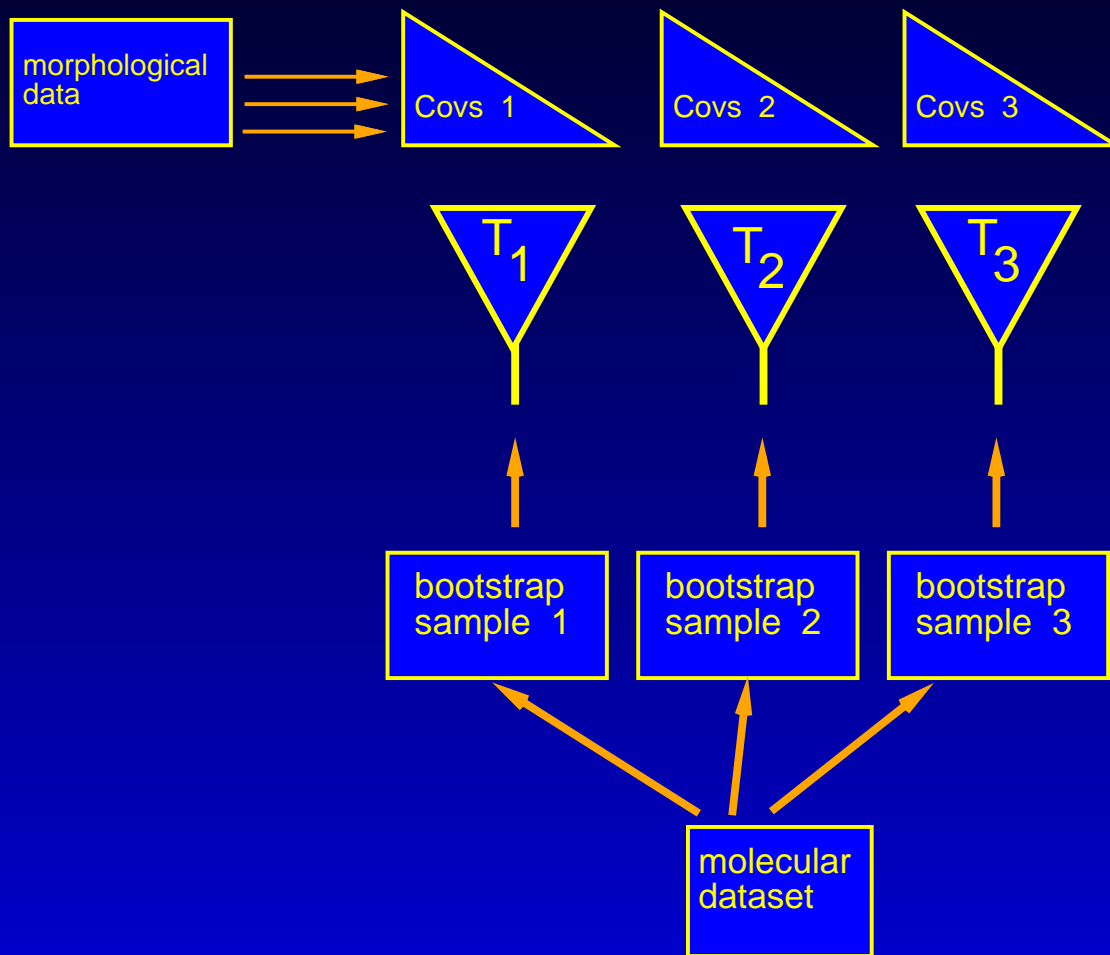 morphological
data
Covs 1
Covs 2
Covs 3
T1
T2
T3
bootstrap
sample 1
bootstrap
sample 2
bootstrap
sample 3
molecular
dataset